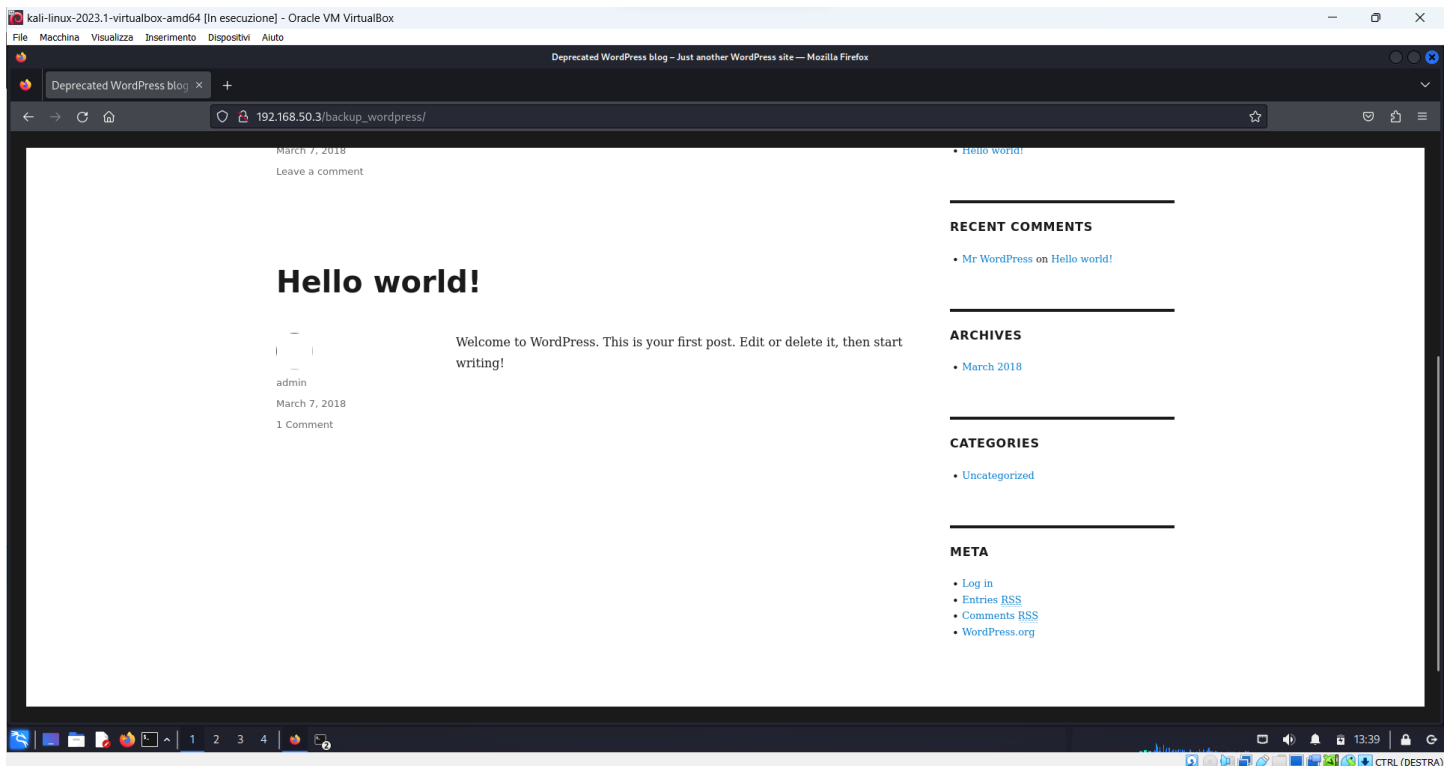 kali-linux-2023.1-virtualbox-amd64 [In esecuzione] - Oracle VM VirtualBox
File Macchina Visualizza Inserimento Dispositivi Aiuto
Deprecated WordPress blog – Just another WordPress site — Mozilla Firefox
Deprecated WordPress blog
192.168.50.3/backup_wordpress/
March 7, 2018
Leave a comment
Hello world!
admin
March 7, 2018
1 Comment
Welcome to WordPress. This is your first post. Edit or delete it, then start
writing!
Hello world!
RECENT COMMENTS
Mr WordPress on Hello world!
ARCHIVES
March 2018
CATEGORIES
Uncategorized
META
Log in
Entries RSS
Comments RSS
WordPress.org
1 2 3 4
2
13:39
CTRL (DESTRA)